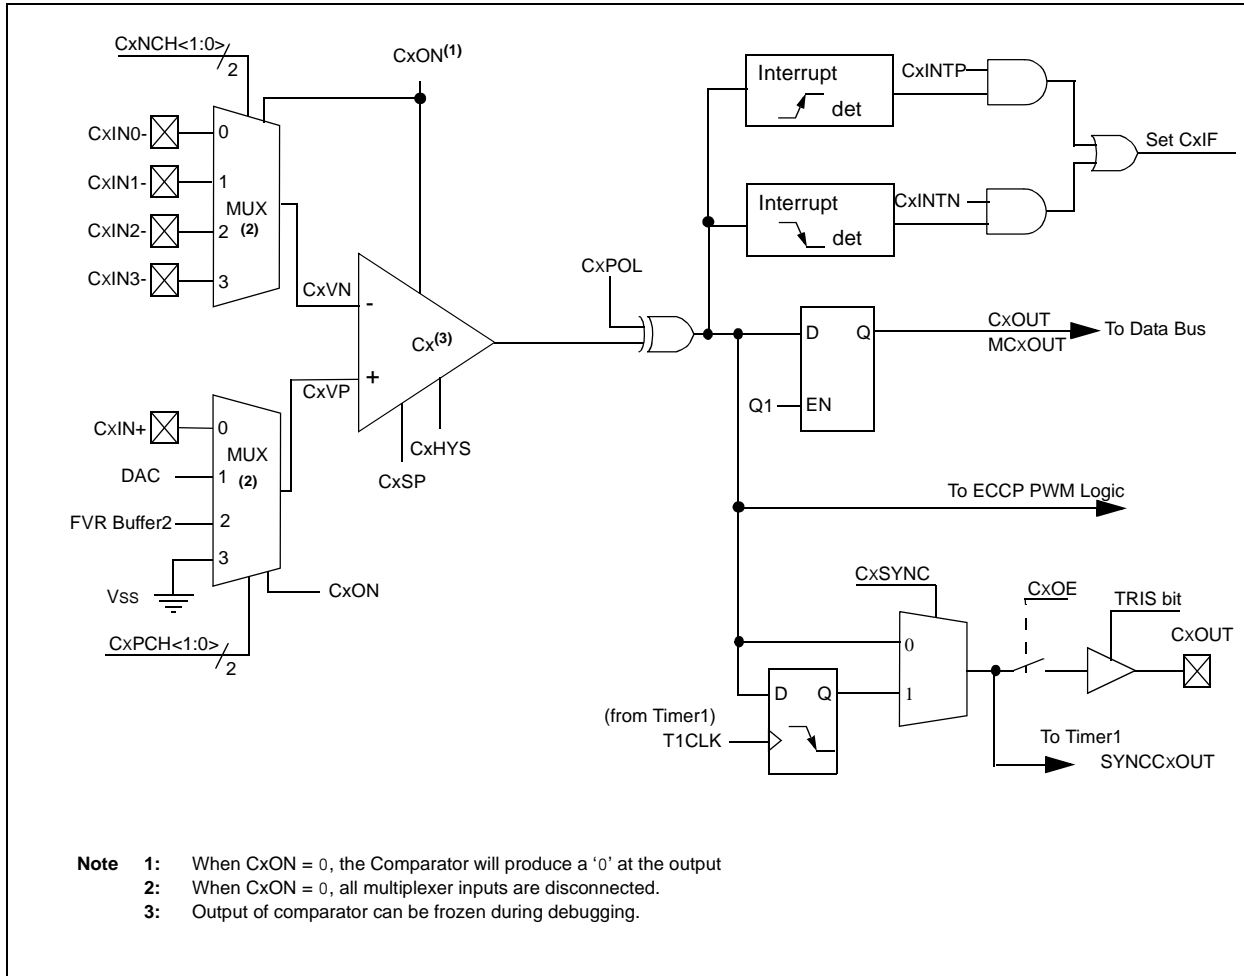 CxNCH<1:0>
2
CxON(1)
CxIN0-
0
CxIN1-
1
MUX
(2)
CxIN2-
2
CxIN3-
3
CxVN
-
Cx(3)
+
CxVP
CxHYS
CxSP
CxIN+
0
MUX
(2)
DAC
1
FVR Buffer2
2
3
VSS
CxON
CxPCH<1:0>
2
CxPOL
Interrupt
det
CxINTP
Interrupt
det
CxINTN
Set CxIF
D
Q
Q1
EN
CxOUT
MCxOUT
To Data Bus
To ECCP PWM Logic
CxSYNC
0
1
D
Q
(from Timer1)
T1CLK
CxOE
TRIS bit
CxOUT
To Timer1
SYNCCxOUT
Note 1: When CxON = 0, the Comparator will produce a ‘0’ at the output
2: When CxON = 0, all multiplexer inputs are disconnected.
3: Output of comparator can be frozen during debugging.